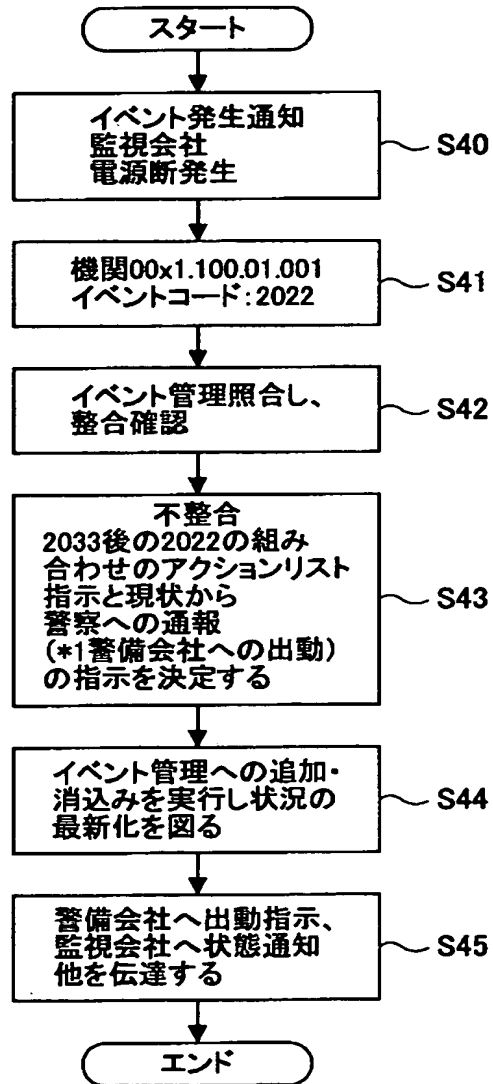 スタート
イベント発生通知
監視会社
電源断発生
S40
機関00x1.100.01.001
イベントコード:2022
S41
イベント管理照合し、
整合確認
S42
不整合
2033後の2022の組み
合わせのアクションリスト
指示と現状から
警察への通報
(*1警備会社への出動)
の指示を決定する
S43
イベント管理への追加・
消込みを実行し状況の
最新化を図る
S44
警備会社へ出動指示、
監視会社へ状態通知
他を伝達する
S45
エンド